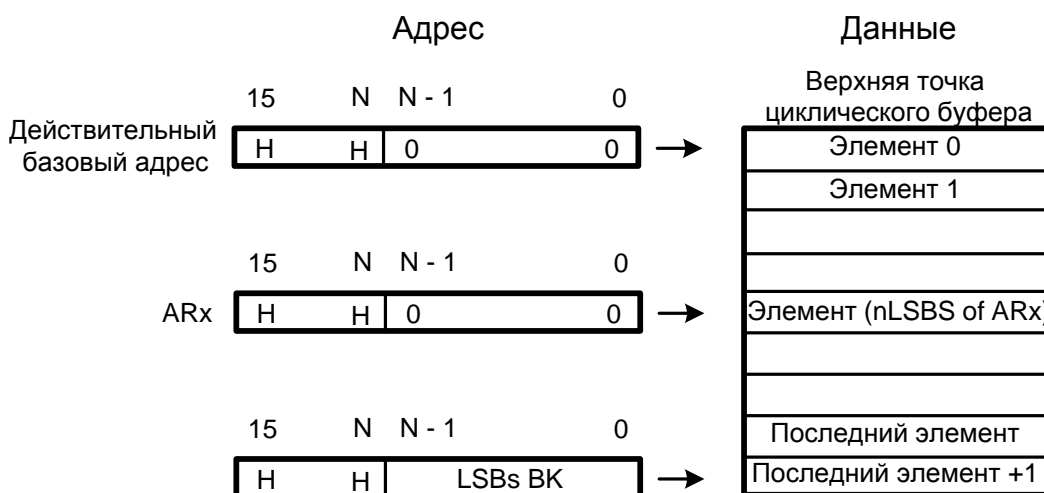 Адрес
Данные
Верхняя точка
циклического буфера
15 N N - 1 0
Действительный
базовый адрес
H H 0 0
Элемент 0
Элемент 1
15 N N - 1 0
ARx
H H 0 0
Элемент (nLSBS of ARx)
15 N N - 1 0
Последний элемент
H H LSBs BK
Последний элемент +1